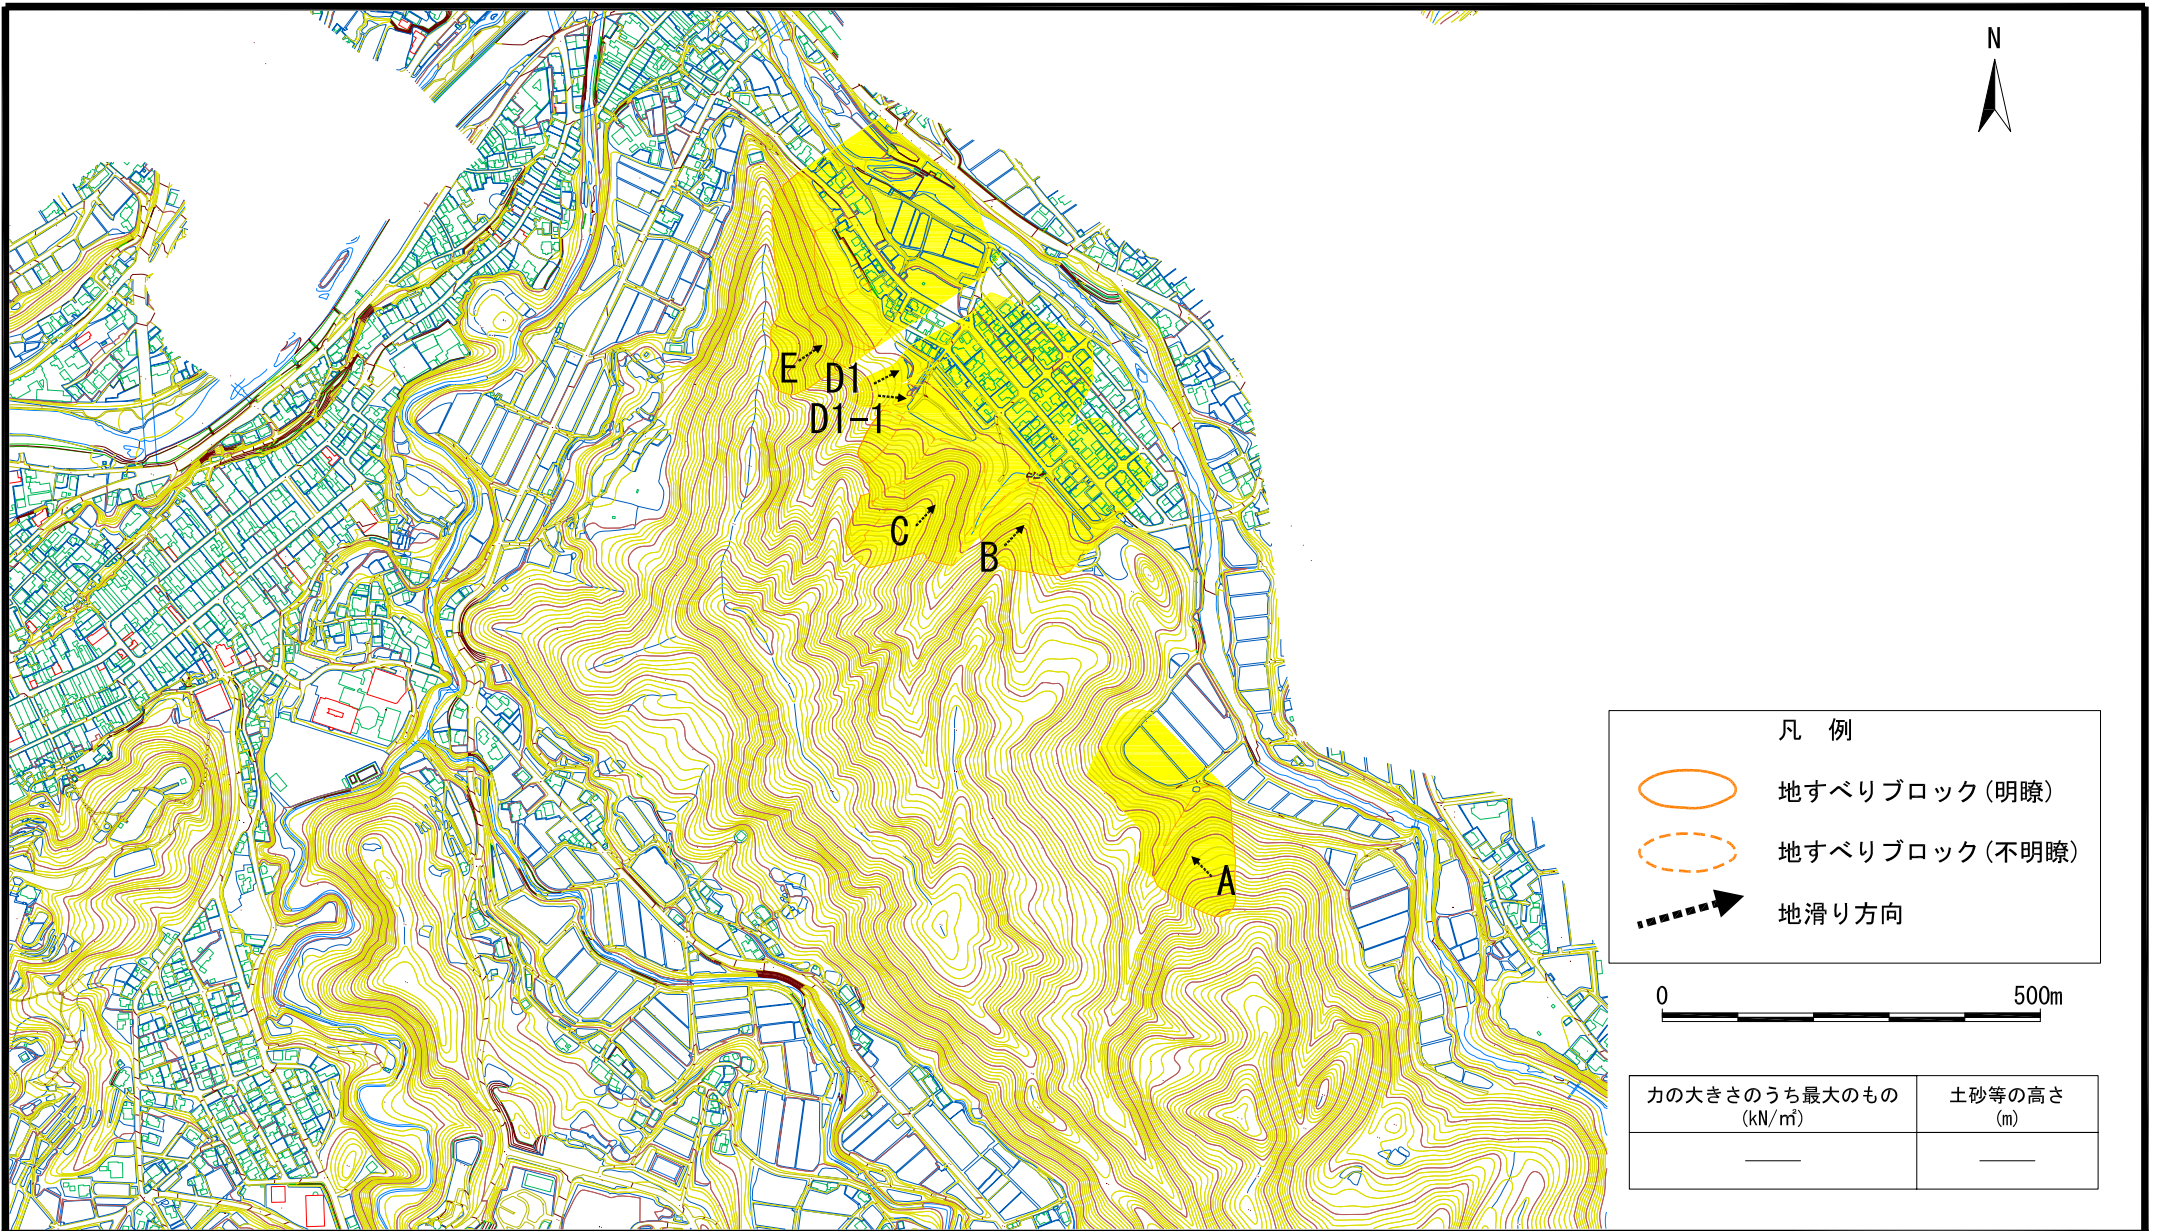 N
E
D1
D1-1
C
B
A
凡 例
地すべりブロック(明瞭)
地すべりブロック(不明瞭)
地滑り方向
0 500m
力の大きさのうち最大のもの
(kN/㎡)
土砂等の高さ
(m)